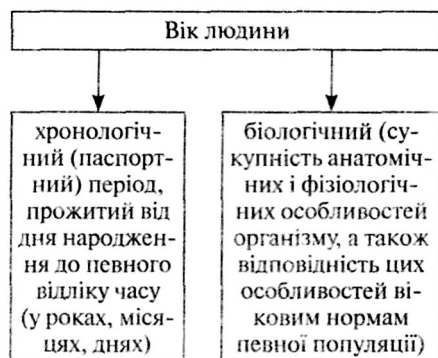 Вік людини
хронологіч-
ний (паспорт-
ний) період,
прожитий від
дня народжен-
ня до певного
відліку часу
(у роках, міся-
цях, днях)
біологічний (су-
купність анатоміч-
них і фізіологіч-
них особливостей
організму, а також
відповідність цих
особливостей ві-
ковим нормам
певної популяції)